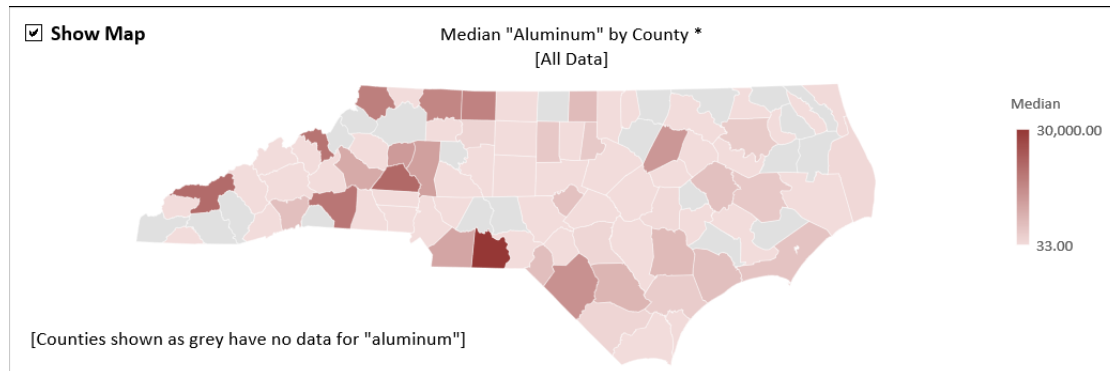 Show Map
Median "Aluminum" by County *
[All Data]
Median
30,000.00
33.00
[Counties shown as grey have no data for "aluminum"]